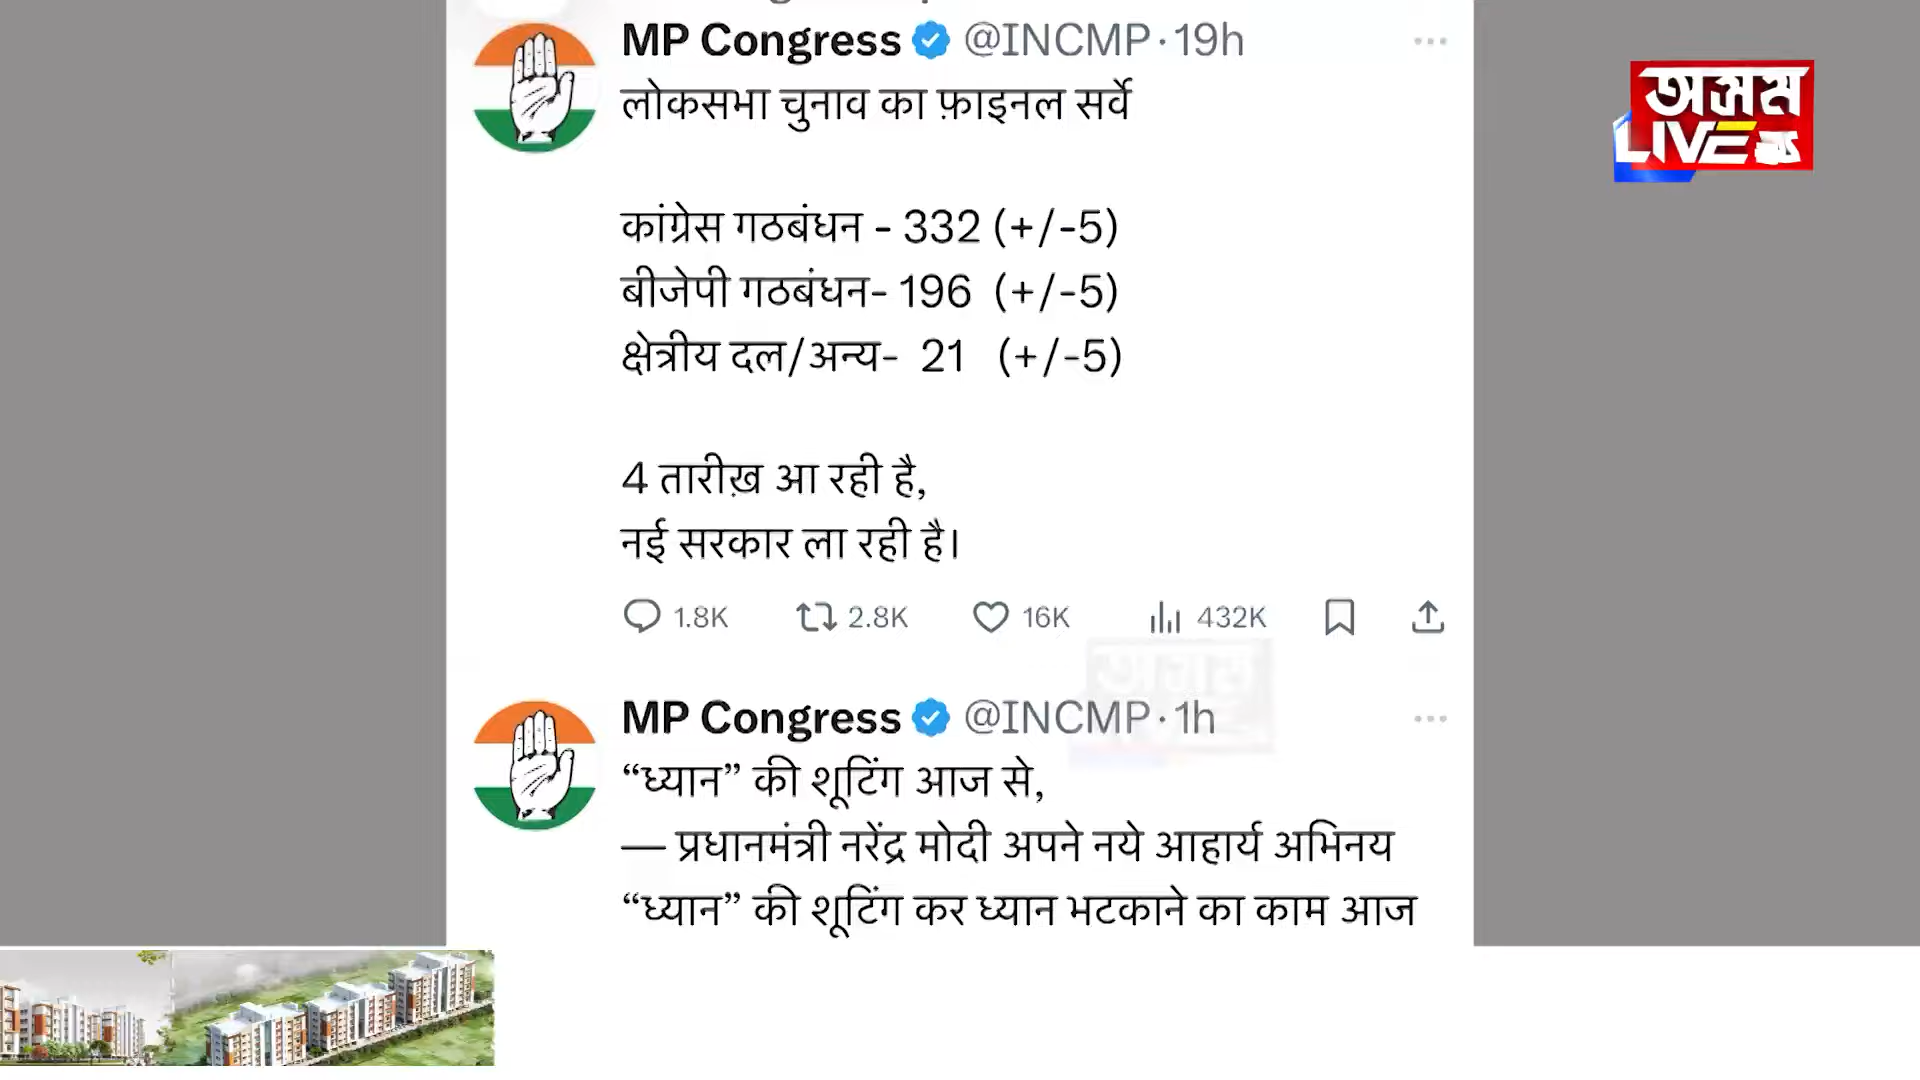 MP Congress @INCMP · 19h
लोकसभा चुनाव का फ़ाइनल सर्वे
कांग्रेस गठबंधन - 332 (+/-5)
बीजेपी गठबंधन- 196 (+/-5)
क्षेत्रीय दल/अन्य- 21 (+/-5)
4 तारीख़ आ रही है,
नई सरकार ला रही है।
1.8K 2.8K 16K 432K
MP Congress @INCMP · 1h
“ध्यान” की शूटिंग आज से,
— प्रधानमंत्री नरेंद्र मोदी अपने नये आहार्य अभिनय
“ध्यान” की शूटिंग कर ध्यान भटकाने का काम आज
অসম
LIVE